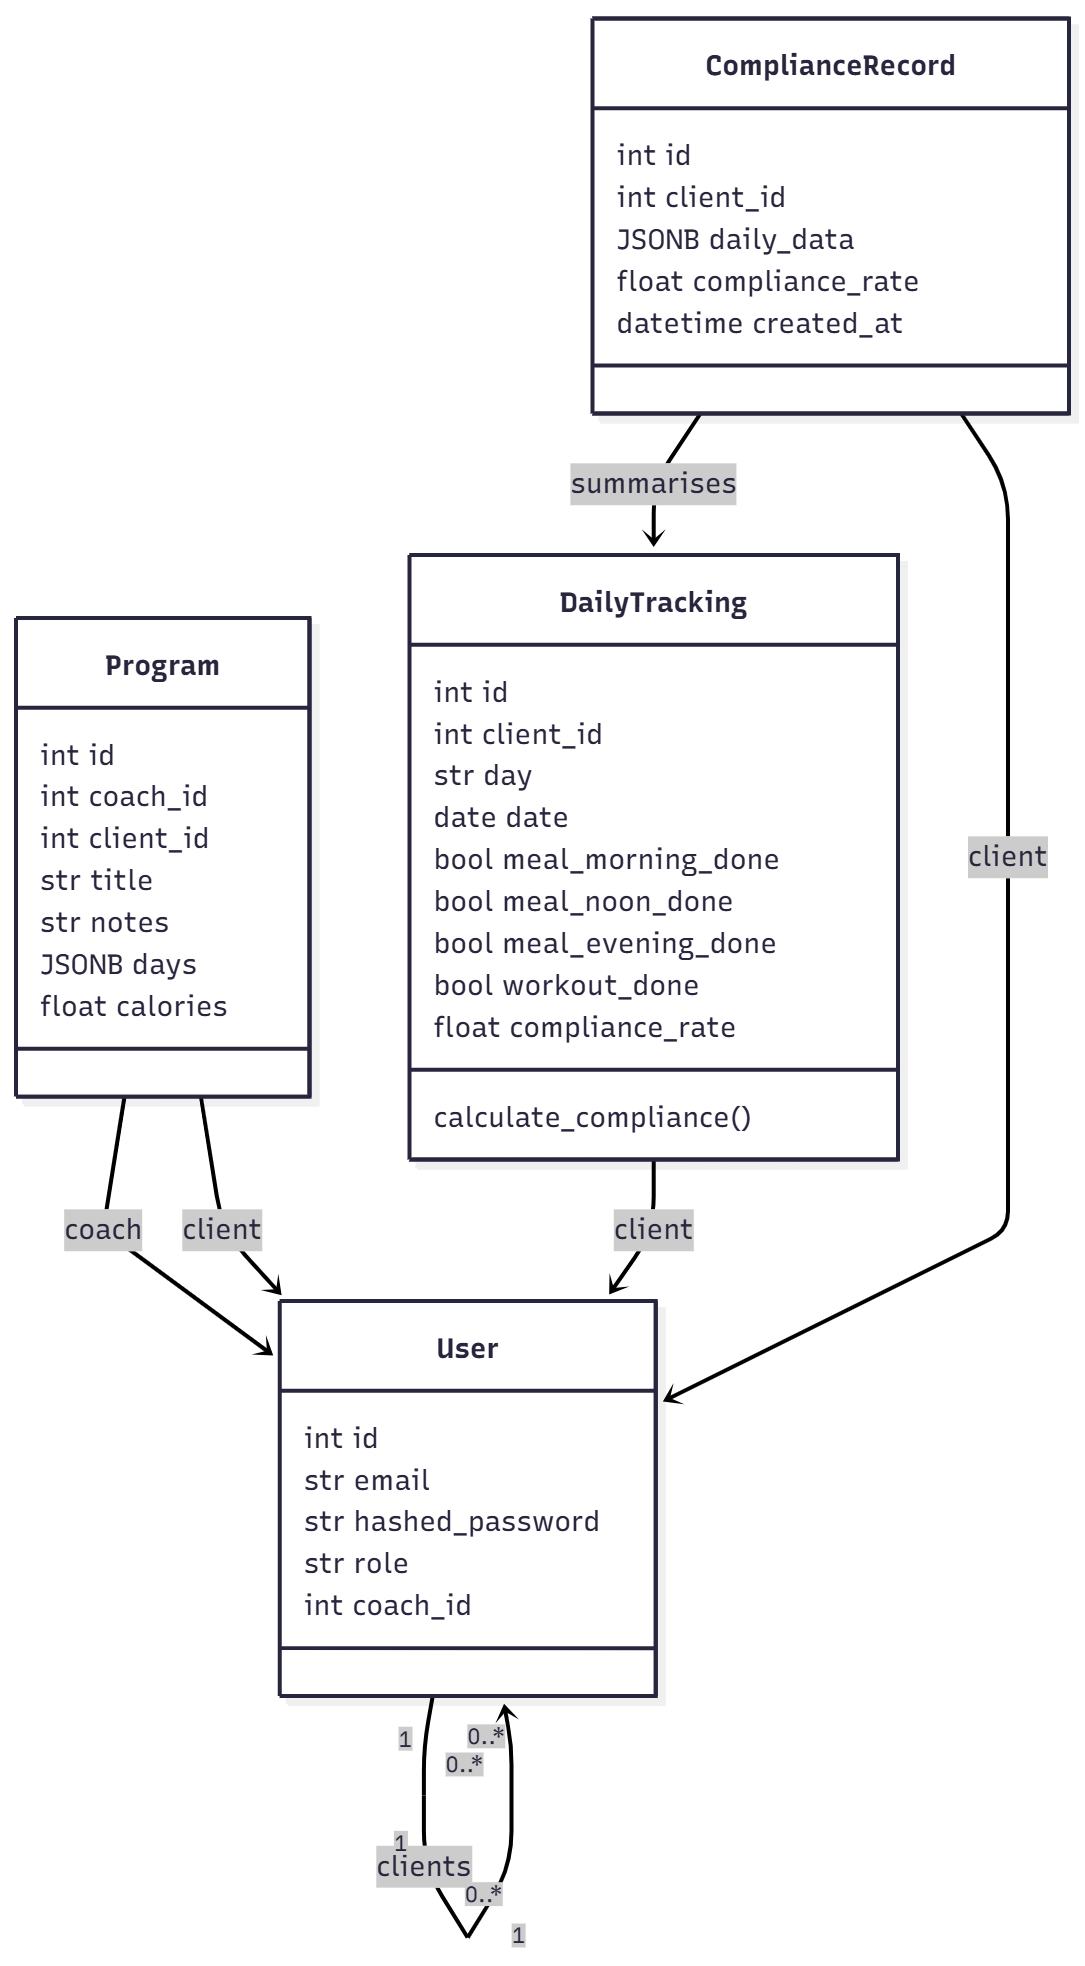 ComplianceRecord
int id
int client_id
JSONB daily_data
float compliance_rate
datetime created_at
summarises
DailyTracking
int id
int client_id
str day
date date
bool meal_morning_done
bool meal_noon_done
bool meal_evening_done
bool workout_done
float compliance_rate
calculate_compliance()
Program
int id
int coach_id
int client_id
str title
str notes
JSONB days
float calories
client
coach
client
client
User
int id
str email
str hashed_password
str role
int coach_id
1
0..*
0..*
1
clients
0..*
1